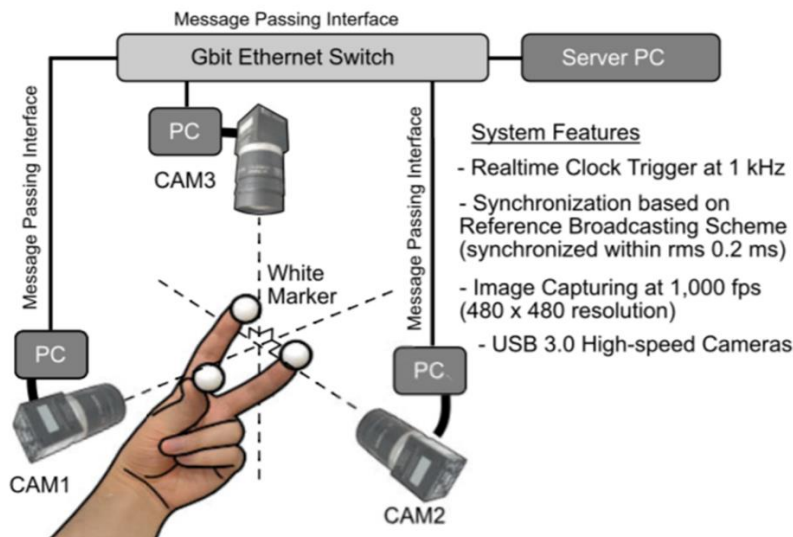 Message Passing Interface
Gbit Ethernet Switch
Server PC
Message Passing Interface
PC
CAM3
Message Passing Interface
System Features
- Realtime Clock Trigger at 1 kHz
- Synchronization based on
Reference Broadcasting Scheme
(synchronized within rms 0.2 ms)
- Image Capturing at 1,000 fps
(480 x 480 resolution)
- USB 3.0 High-speed Cameras
White
Marker
PC
CAM1
PC
CAM2